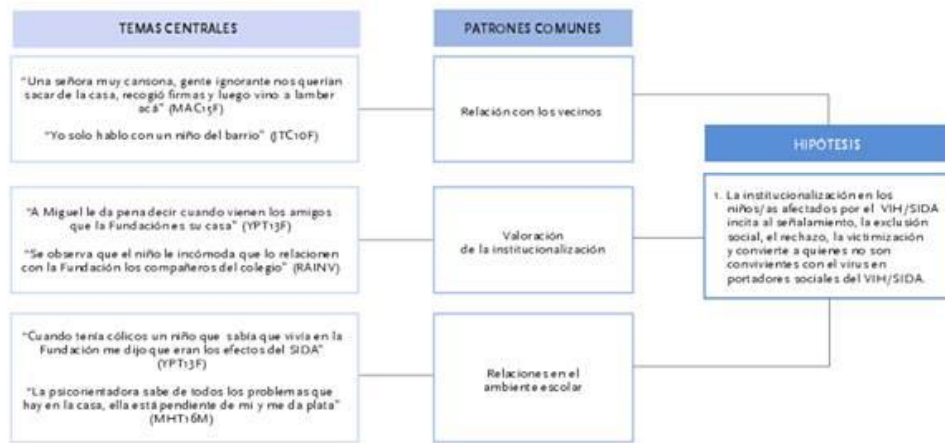 TEMAS CENTRALES
PATRONES COMUNES
"Una señora muy cansona, gente ignorante nos querían
sacar de la casa, recogió firmas y luego vino a lamber
acá" (MAC15F)
"Yo solo hablo con un niño del barrio" (JTC10F)
Relación con los vecinos
HIPÓTESIS
"A Miguel le da pena decir cuando vienen los amigos
que la Fundación es su casa" (YPT13F)
"Se observa que el niño le incómoda que lo relacionen
con la Fundación los compañeros del colegio" (RAINV)
Valoración
de la institucionalización
1. La institucionalización en los
niños/as afectados por el VIH/SIDA
incita al señalamiento, la exclusión
social, el rechazo, la victimización
y convierte a quienes no son
convivientes con el virus en
portadores sociales del VIH/SIDA.
"Cuando tenía cólicos un niño que sabía que vivía en la
Fundación me dijo que eran los efectos del SIDA"
(YPT13F)
"La psicorientadora sabe de todos los problemas que
hay en la casa, ella está pendiente de mi y me da plata"
(MHT16M)
Relaciones en el
ambiente escolar